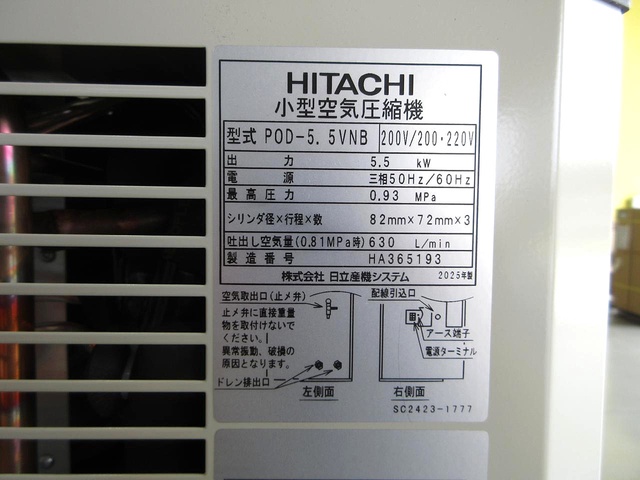 HITACHI
小型空気圧縮機
型式 POD-5.5VNB 200V/200・220V
出力 5.5 kW
電源 三相50Hz/60Hz
最高圧力 0.93 MPa
シリンダ径×行程×数 82mm×72mm×3
吐出し空気量(0.81MPa時) 630 L/min
製造番号 HA365193
株式会社 日立産機システム 2025年製
空気取出口(止メ弁)
止メ弁に直接重量
物を取付けないで
ください。
異常振動、破損の
原因となります。
ドレン排出口
左側面
配線引込口
アース端子
電源ターミナル
右側面
SC2423-1777